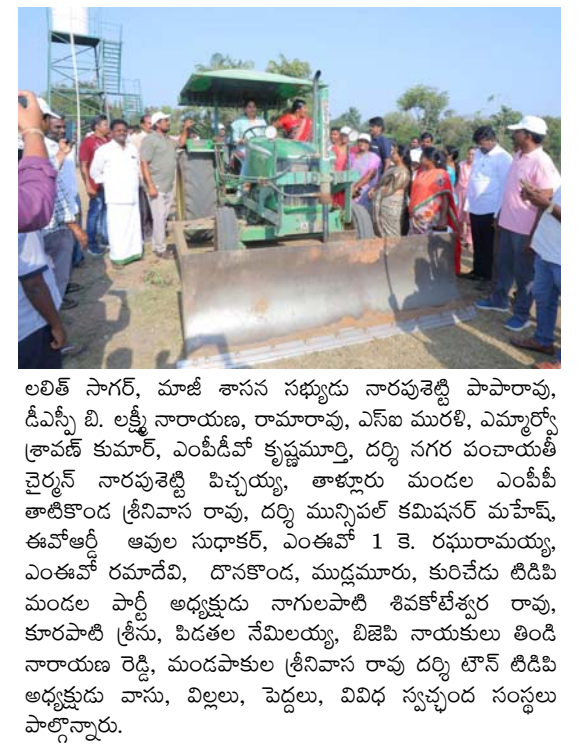 లలిత్ సాగర్, మాజీ శాసన సభ్యుడు నారపుశెట్టి పాపారావు,
డీఎస్పీ బి. లక్ష్మీ నారాయణ, రామారావు, ఎస్ఐ మురళి, ఎమ్మార్వో
శ్రావణ్ కుమార్, ఎంపీడీవో కృష్ణమూర్తి, దర్శి నగర పంచాయతీ
చైర్మన్ నారపుశెట్టి పిచ్చయ్య, తాళ్లూరు మండల ఎంపీపీ
తాటికొండ శ్రీనివాస రావు, దర్శి మున్సిపల్ కమిషనర్ మహేష్,
ఈవోఆర్డీ ఆవుల సుధాకర్, ఎంఈవో 1 కె. రఘురామయ్య,
ఎంఈవో రమాదేవి, దొనకొండ, ముడ్లమూరు, కురిచేడు టిడిపి
మండల పార్టీ అధ్యక్షుడు నాగులపాటి శివకోటేశ్వర రావు,
కూరపాటి శ్రీను, పిడతల నేమిలయ్య, బిజెపి నాయకులు తిండి
నారాయణ రెడ్డి, మండపాకుల శ్రీనివాస రావు దర్శి టౌన్ టిడిపి
అధ్యక్షుడు వాసు, విల్లలు, పెద్దలు, వివిధ స్వచ్ఛంద సంస్థలు
పాల్గొన్నారు.